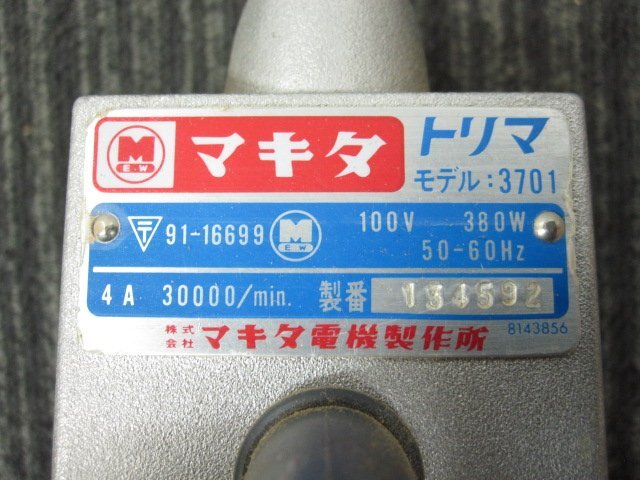 M
E.W
マキタ
トリマ
モデル:3701
〒 91-16699 M E.W 100V 380W
50-60Hz
4A 30000/min. 製番 134592
株式会社 マキタ電機製作所
8143856